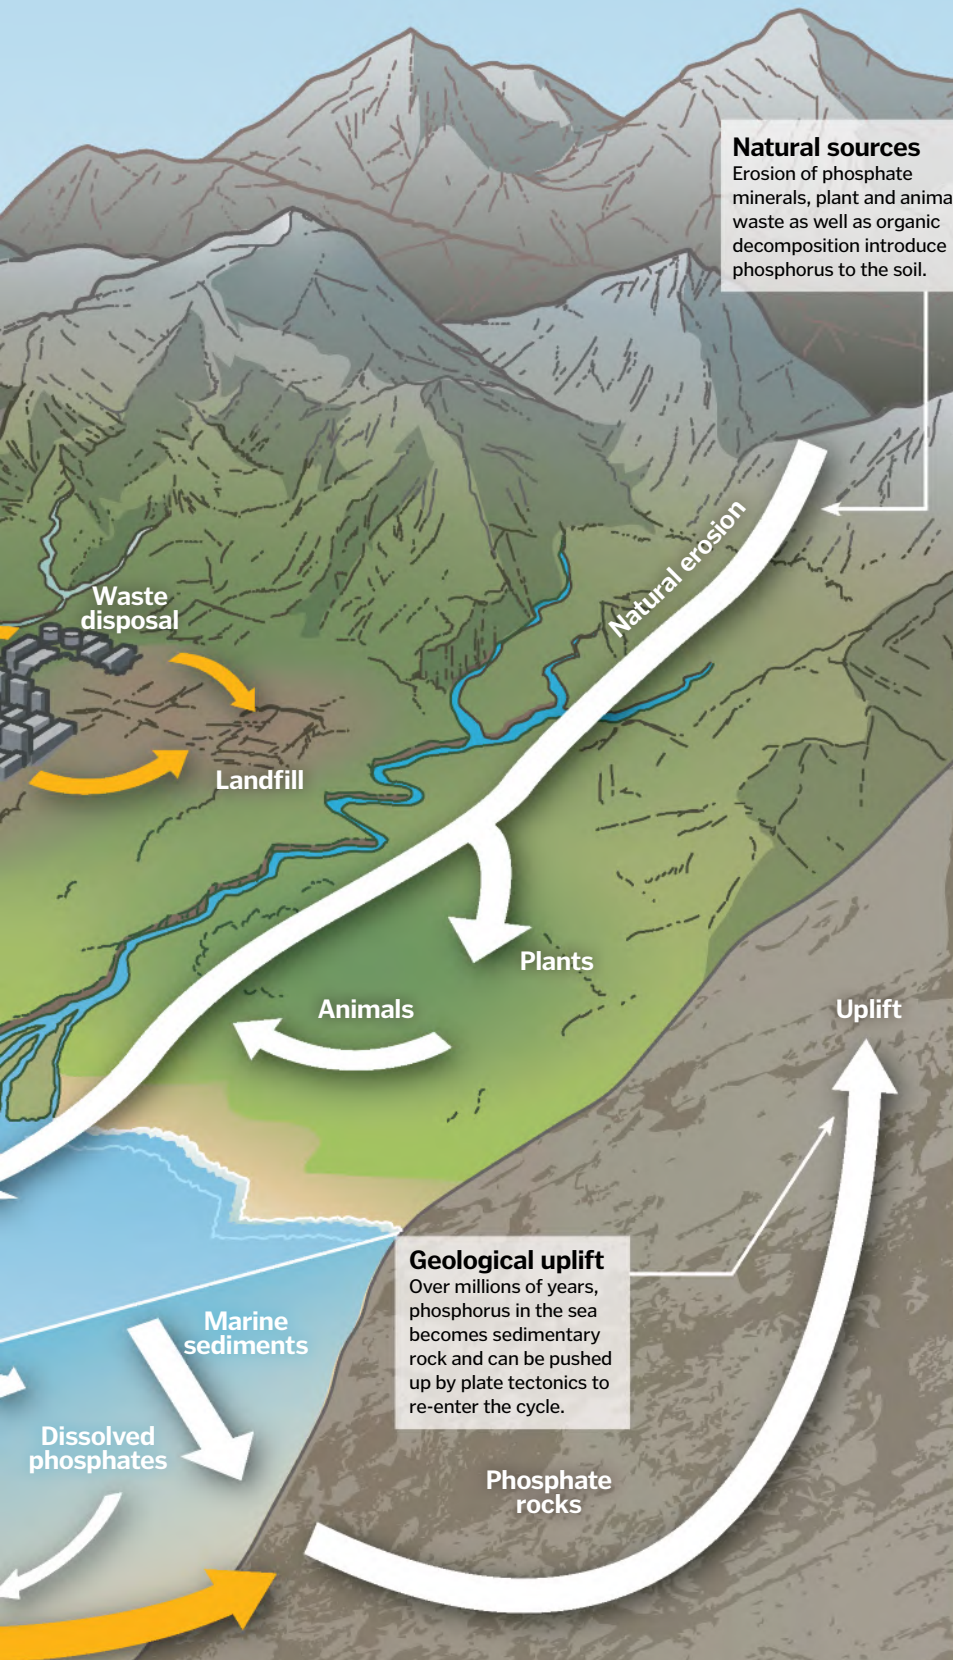 Natural sources
Erosion of phosphate
minerals, plant and anima
waste as well as organic
decomposition introduce
phosphorus to the soil.
Natural erosion
Waste
disposal
Landfill
Plants
Animals
Uplift
Geological uplift
Over millions of years,
phosphorus in the sea
becomes sedimentary
rock and can be pushed
up by plate tectonics to
re-enter the cycle.
Marine
sediments
Dissolved
phosphates
Phosphate
rocks